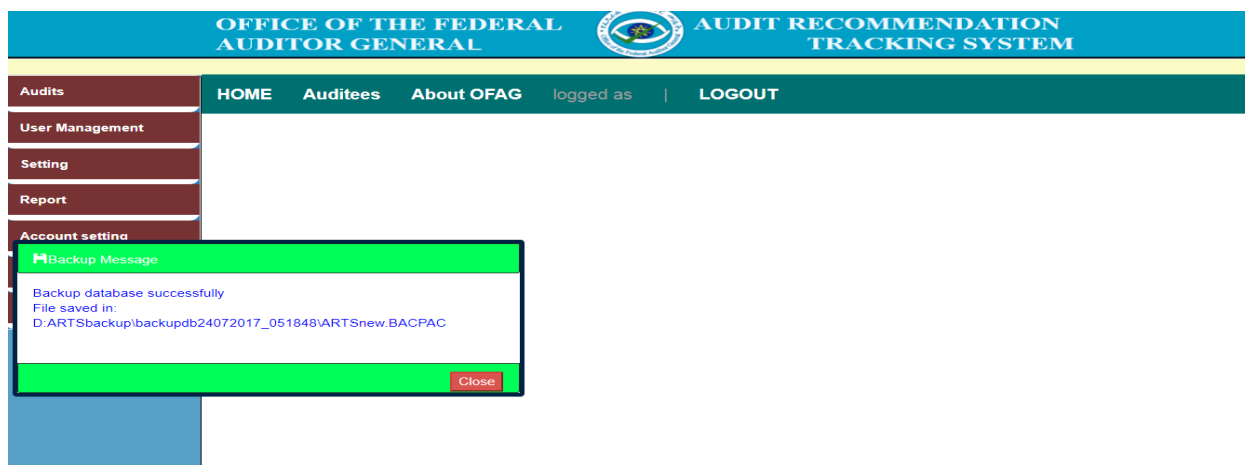 OFFICE OF THE FEDERAL
AUDITOR GENERAL
AUDIT RECOMMENDATION
TRACKING SYSTEM
HOME Auditees About OFAG logged as | LOGOUT
Audits
User Management
Setting
Report
Account setting
Backup Message
Backup database successfully
File saved in:
D:ARTSbackup\backupdb24072017_051848\ARTSnew.BACPAC
Close